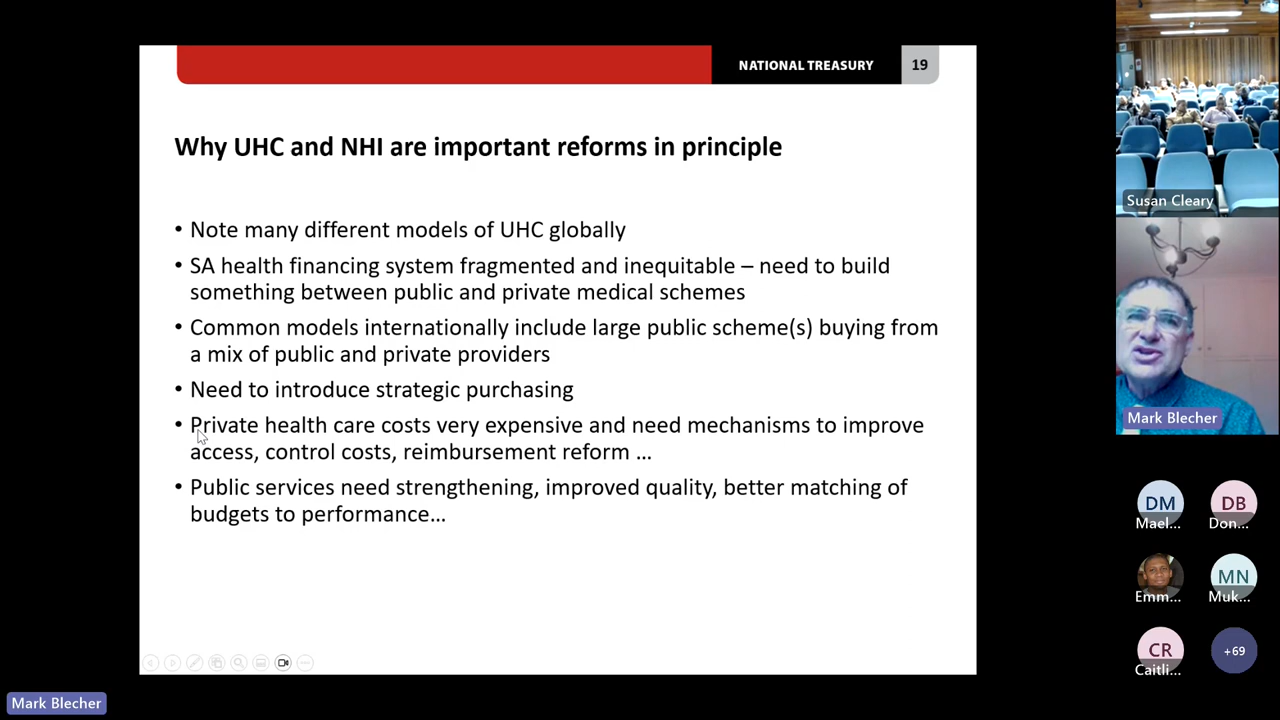 NATIONAL TREASURY 19
Why UHC and NHI are important reforms in principle
• Note many different models of UHC globally
• SA health financing system fragmented and inequitable – need to build
something between public and private medical schemes
• Common models internationally include large public scheme(s) buying from
a mix of public and private providers
• Need to introduce strategic purchasing
• Private health care costs very expensive and need mechanisms to improve
access, control costs, reimbursement reform ...
• Public services need strengthening, improved quality, better matching of
budgets to performance...
Susan Cleary
Mark Blecher
DM
DB
Mael...
Don...
MN
Emm...
Muk...
CR
+69
Caitli...
Mark Blecher